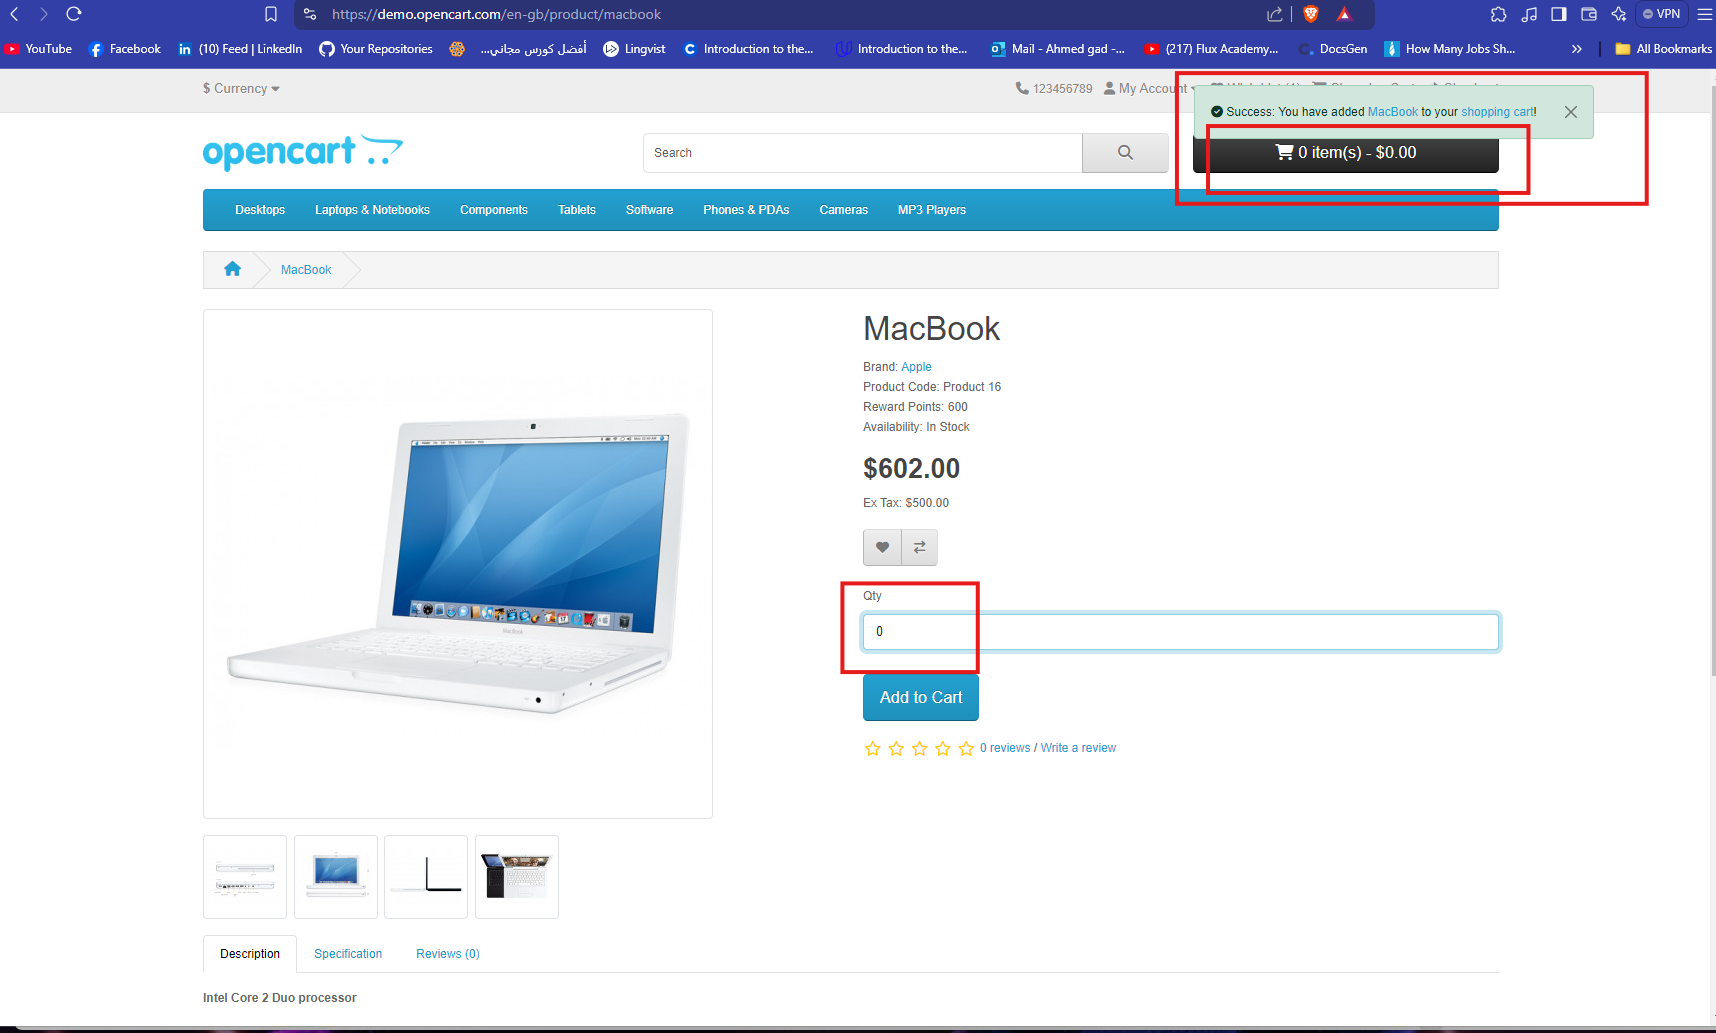 https://demo.opencart.com/en-gb/product/macbook
VPN
YouTube
Facebook
(10) Feed | LinkedIn
Your Repositories
أفضل كورس مجاني...
Lingvist
Introduction to the...
Introduction to the...
Mail - Ahmed gad -...
(217) Flux Academy...
DocsGen
How Many Jobs Sh...
»
All Bookmarks
$ Currency
123456789
My Account
Success: You have added MacBook to your shopping cart!
opencart
Search
0 item(s) - $0.00
Desktops
Laptops & Notebooks
Components
Tablets
Software
Phones & PDAs
Cameras
MP3 Players
MacBook
MacBook
Brand: Apple
Product Code: Product 16
Reward Points: 600
Availability: In Stock
$602.00
Ex Tax: $500.00
Qty
0
Add to Cart
0 reviews / Write a review
MacBook
Description
Specification
Reviews (0)
Intel Core 2 Duo processor